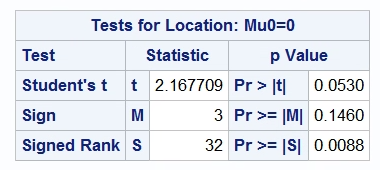 Tests for Location: Mu0=0
Test Statistic p Value
Student's t t 2.167709 Pr > |t| 0.0530
Sign M 3 Pr >= |M| 0.1460
Signed Rank S 32 Pr >= |S| 0.0088